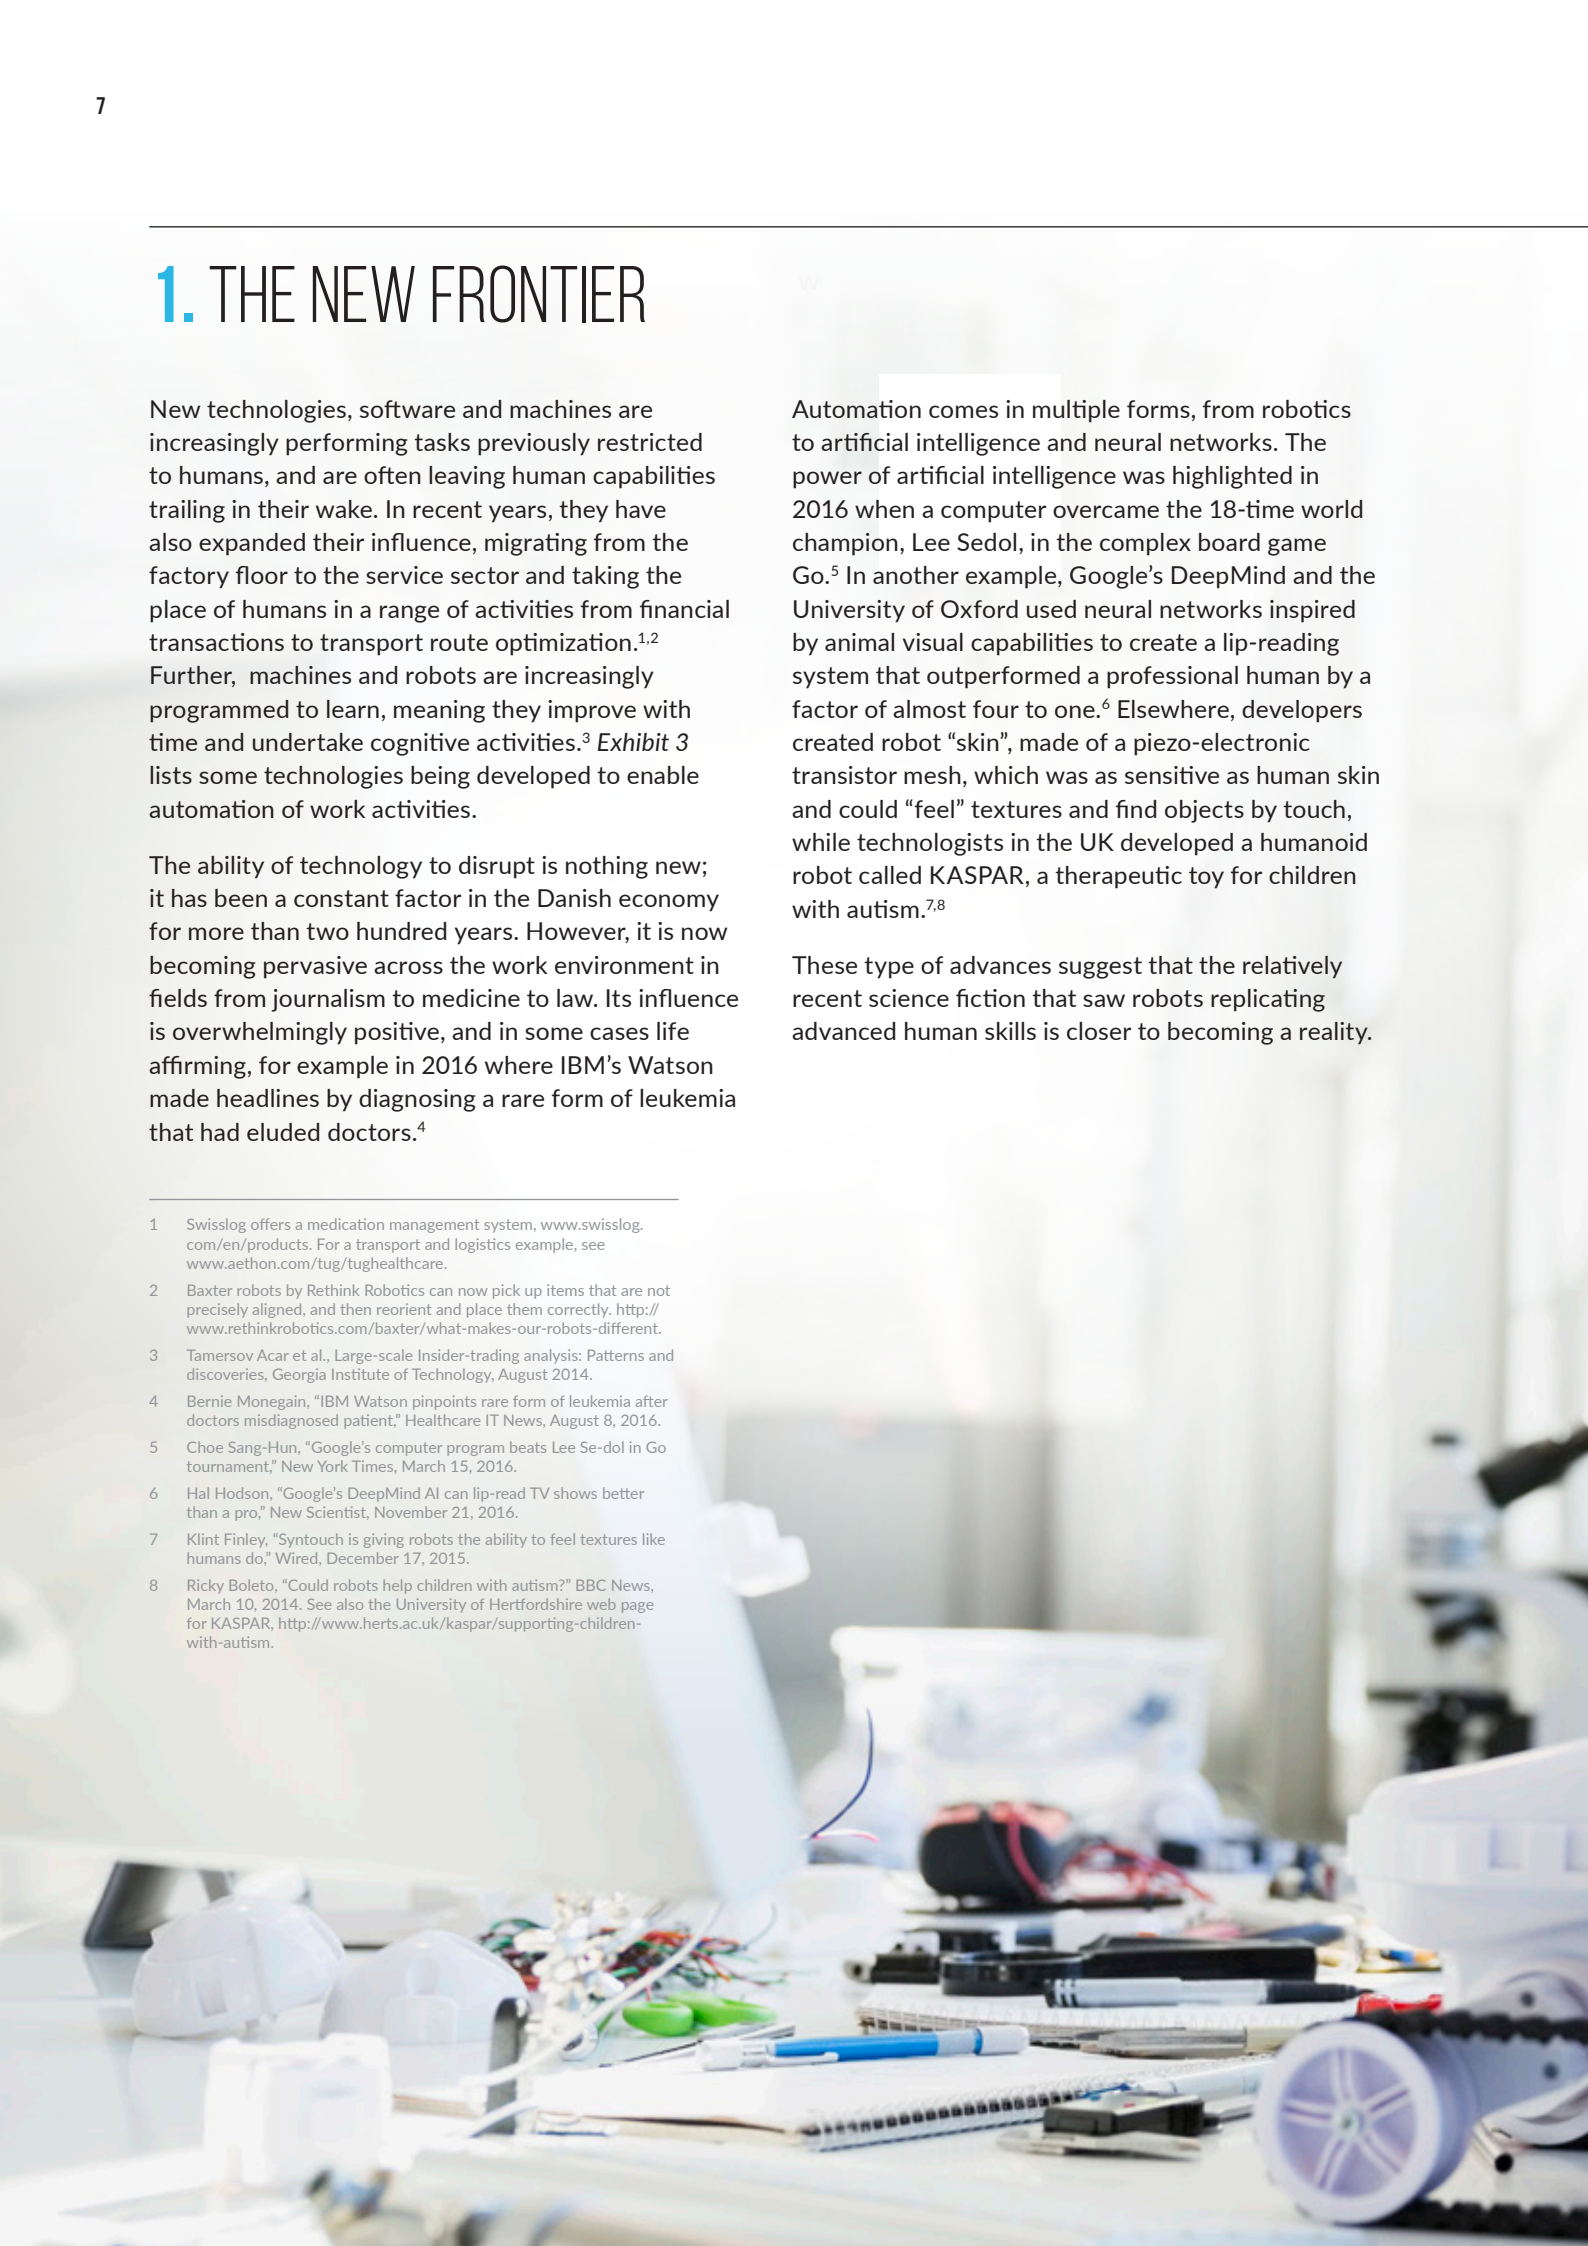 7
1. THE NEW FRONTIER
New technologies, software and machines are
increasingly performing tasks previously restricted
to humans, and are often leaving human capabilities
trailing in their wake. In recent years, they have
also expanded their influence, migrating from the
factory floor to the service sector and taking the
place of humans in a range of activities from financial
transactions to transport route optimization.1,2
Further,  machines and robots are increasingly
programmed to learn, meaning they improve with
time and undertake cognitive activities.3 Exhibit 3
lists some technologies being developed to enable
automation of work activities.
The ability of technology to disrupt is nothing new;
it has been a constant factor in the Danish economy
for more than two hundred years. However, it is now
becoming pervasive across the work environment in
fields from journalism to medicine to law. Its influence
is overwhelmingly positive, and in some cases life
affirming, for example in 2016 where IBM’s Watson
made headlines by diagnosing a rare form of leukemia
that had eluded doctors.4
Automation comes in multiple forms, from robotics
to artificial intelligence and neural networks. The
power of artificial intelligence was highlighted in
2016 when a computer overcame the 18-time world
champion, Lee Sedol, in the complex board game
Go.5 In another example, Google’s DeepMind and the
University of Oxford used neural networks inspired
by animal visual capabilities to create a lip-reading
system that outperformed a professional human by a
factor of almost four to one.6 Elsewhere, developers
created robot “skin”, made of a piezo-electronic
transistor mesh, which was as sensitive as human skin
and could “feel” textures and find objects by touch,
while technologists in the UK developed a humanoid
robot called KASPAR, a therapeutic toy for children
with autism.7,8
These type of advances suggest that the relatively
recent science fiction that saw robots replicating
advanced human skills is closer to becoming a reality.
1 Swisslog offers a medication management system, www.swisslog.
com/en/products. For a transport and logistics example, see
www.aethon.com/tug/tughealthcare.
2 Baxter robots by Rethink Robotics can now pick up items that are not
precisely aligned, and then reorient and place them correctly. http://
www.rethinkrobotics.com/baxter/what-makes-our-robots-different.
3 Tamersov Acar et al., Large-scale Insider-trading analysis: Patterns and
discoveries, Georgia Institute of Technology, August 2014.
4 Bernie Monegain, “IBM Watson pinpoints rare form of leukemia after
doctors misdiagnosed patient,” Healthcare IT News, August 8, 2016.
5 Choe Sang-Hun, “Google’s computer program beats Lee Se-dol in Go
tournament,” New York Times, March 15, 2016.
6 Hal Hodson, “Google’s DeepMind AI can lip-read TV shows better
than a pro,” New Scientist, November 21, 2016.
7 Klint Finley, “Syntouch is giving robots the ability to feel textures like
humans do,” Wired, December 17, 2015.
8 Ricky Boleto, “Could robots help children with autism?” BBC News,
March 10, 2014. See also the University of Hertfordshire web page
for KASPAR, http://www.herts.ac.uk/kaspar/supporting-children-
with-autism.